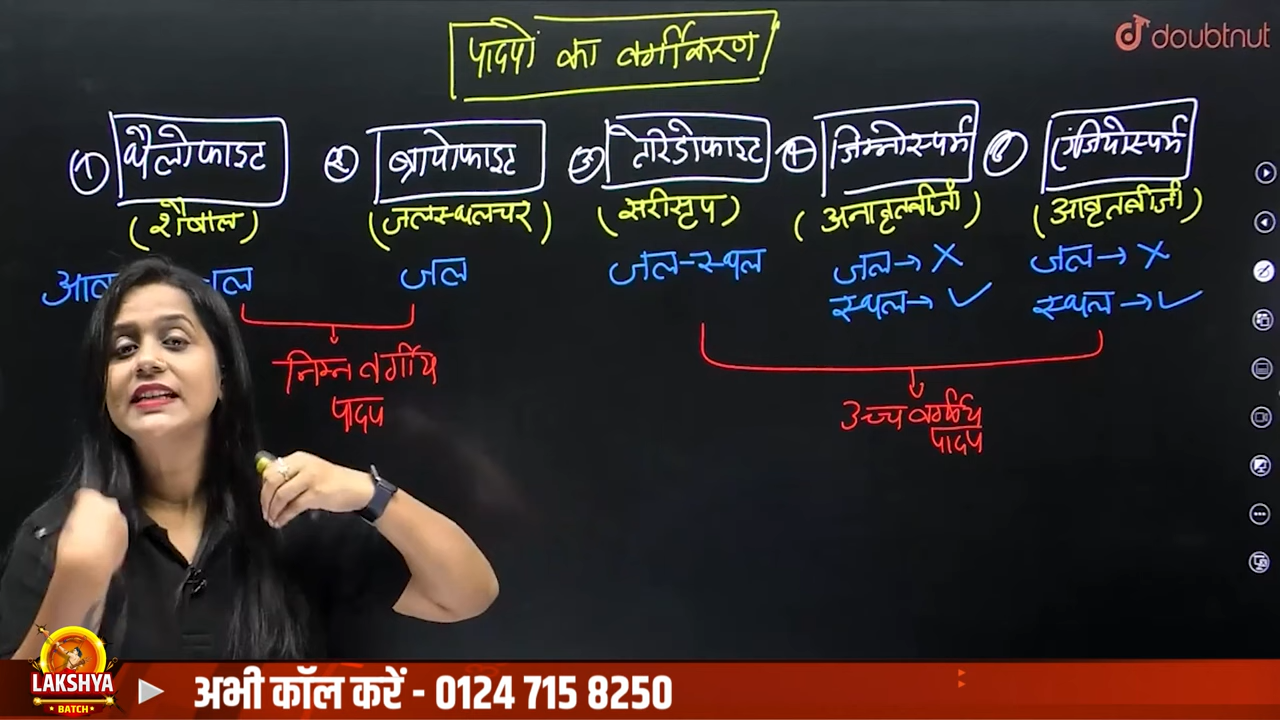 doubtnut
पादपों का वर्गीकरण
① थैलोफाइट ② ब्रायोफाइट ③ टेरिडोफाइट ④ जिम्नोस्पर्म ⑤ एंजियोस्पर्म
(शैवाल) (जलस्थलचर) (सरीसृप) (अनावृतबीजी) (आवृतबीजी)
जल जल-स्थल जल→X जल→X
स्थल→✓ स्थल→✓
निम्न वर्गीय
पादप
उच्च वर्गीय
पादप
LAKSHYA
BATCH
अभी कॉल करें - 0124 715 8250